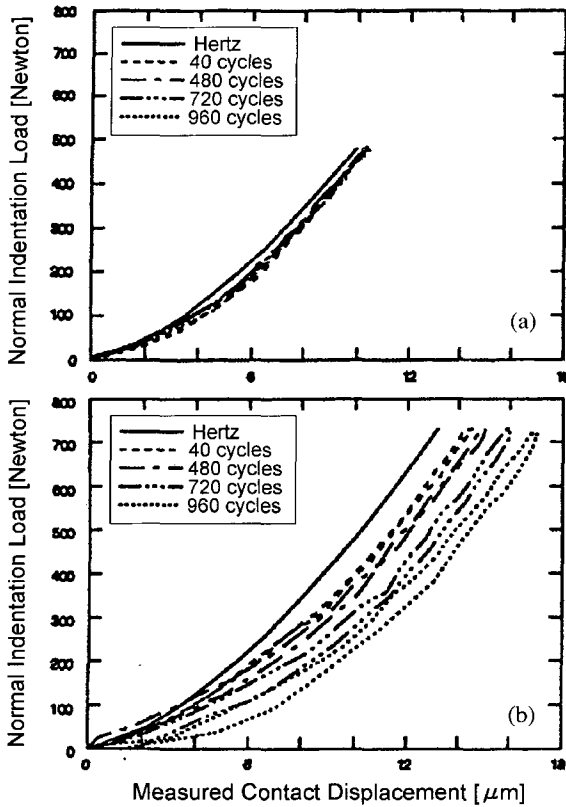 Normal Indentation Load [Newton]
800
700
600
500
400
300
200
100
0
Hertz
40 cycles
480 cycles
720 cycles
960 cycles
(a)
0
6
12
18
Normal Indentation Load [Newton]
800
700
600
500
400
300
200
100
0
Hertz
40 cycles
480 cycles
720 cycles
960 cycles
(b)
0
6
12
18
Measured Contact Displacement [ μm]